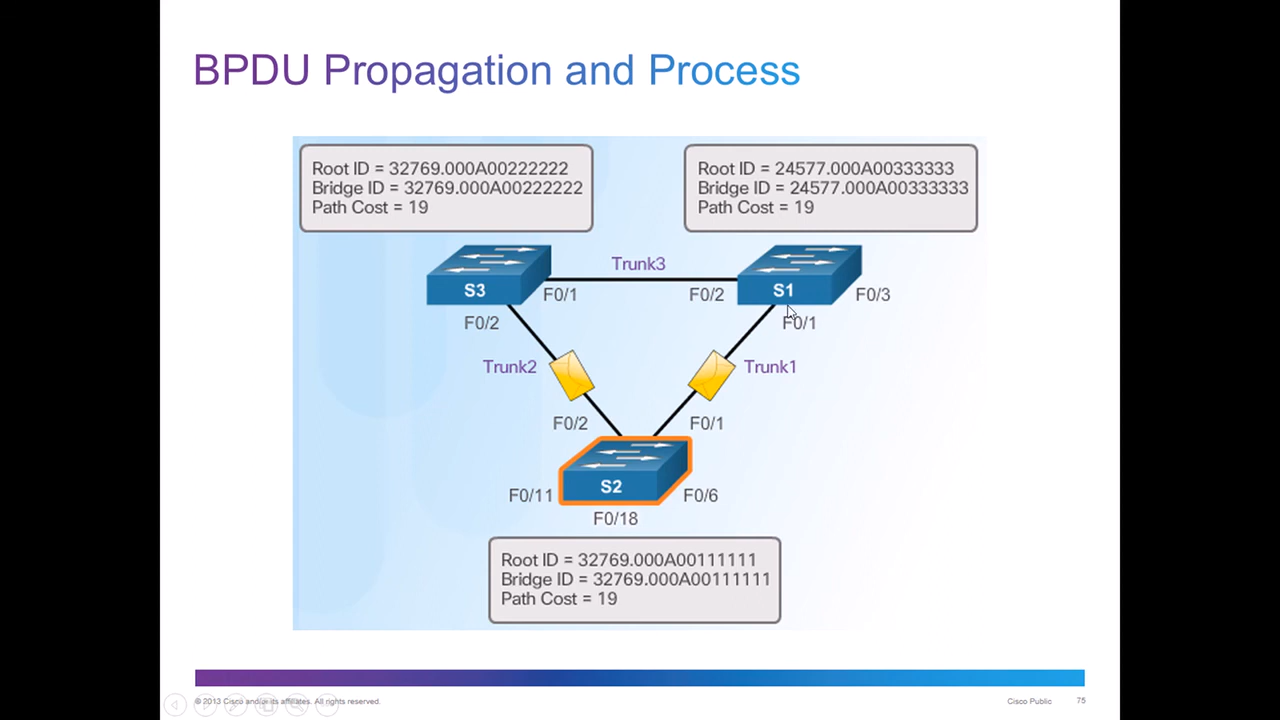 BPDU Propagation and Process
Root ID = 32769.000A00222222
Bridge ID = 32769.000A00222222
Path Cost = 19
Root ID = 24577.000A00333333
Bridge ID = 24577.000A00333333
Path Cost = 19
Trunk3
S3
F0/1
F0/2
S1
F0/3
F0/2
F0/1
Trunk2
Trunk1
F0/2
F0/1
S2
F0/11
F0/6
F0/18
Root ID = 32769.000A00111111
Bridge ID = 32769.000A00111111
Path Cost = 19
© 2013 Cisco and/or its affiliates. All rights reserved.
Cisco Public
75